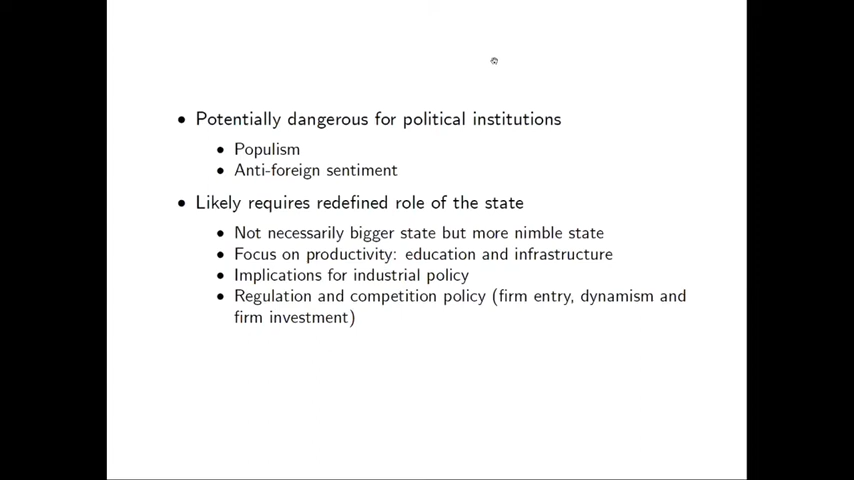 • Potentially dangerous for political institutions
• Populism
• Anti-foreign sentiment
• Likely requires redefined role of the state
• Not necessarily bigger state but more nimble state
• Focus on productivity: education and infrastructure
• Implications for industrial policy
• Regulation and competition policy (firm entry, dynamism and
firm investment)